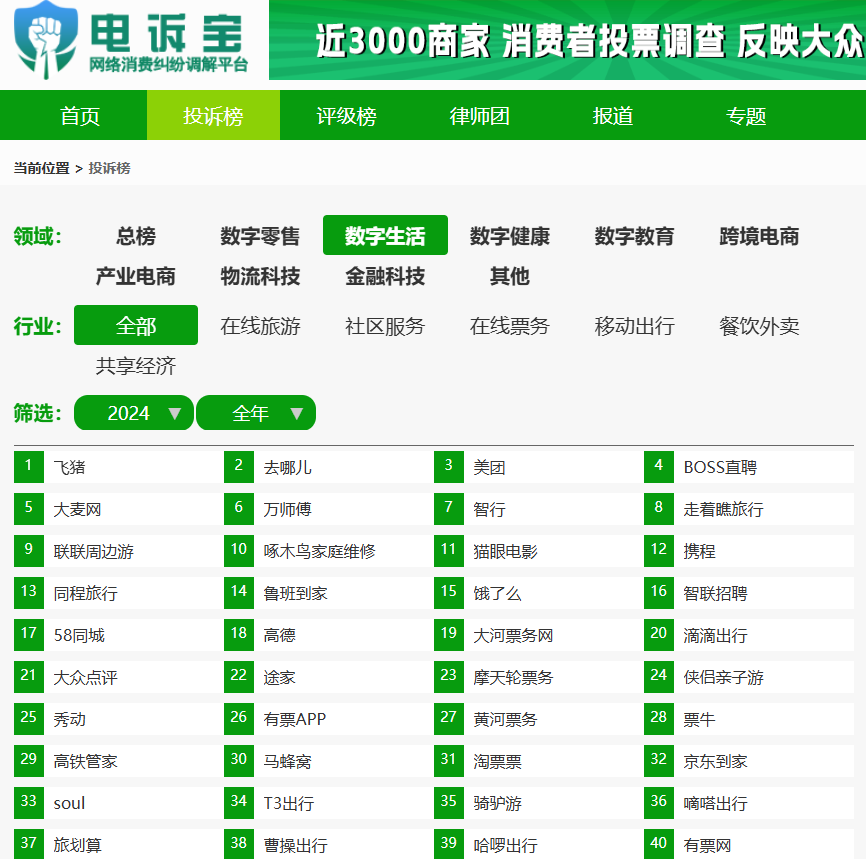 电诉宝
网络消费纠纷调解平台
近3000商家 消费者投票调查 反映大众
首页 投诉榜 评级榜 律师团 报道 专题
当前位置 > 投诉榜
领域： 总榜 数字零售 数字生活 数字健康 数字教育 跨境电商
产业电商 物流科技 金融科技 其他
行业： 全部 在线旅游 社区服务 在线票务 移动出行 餐饮外卖
共享经济
筛选： 2024 ▼ 全年 ▼
1 飞猪 2 去哪儿 3 美团 4 BOSS直聘
5 大麦网 6 万师傅 7 智行 8 走着瞧旅行
9 联联周边游 10 啄木鸟家庭维修 11 猫眼电影 12 携程
13 同程旅行 14 鲁班到家 15 饿了么 16 智联招聘
17 58同城 18 高德 19 大河票务网 20 滴滴出行
21 大众点评 22 途家 23 摩天轮票务 24 侠侣亲子游
25 秀动 26 有票APP 27 黄河票务 28 票牛
29 高铁管家 30 马蜂窝 31 淘票票 32 京东到家
33 soul 34 T3出行 35 骑驴游 36 嘀嗒出行
37 旅划算 38 曹操出行 39 哈啰出行 40 有票网